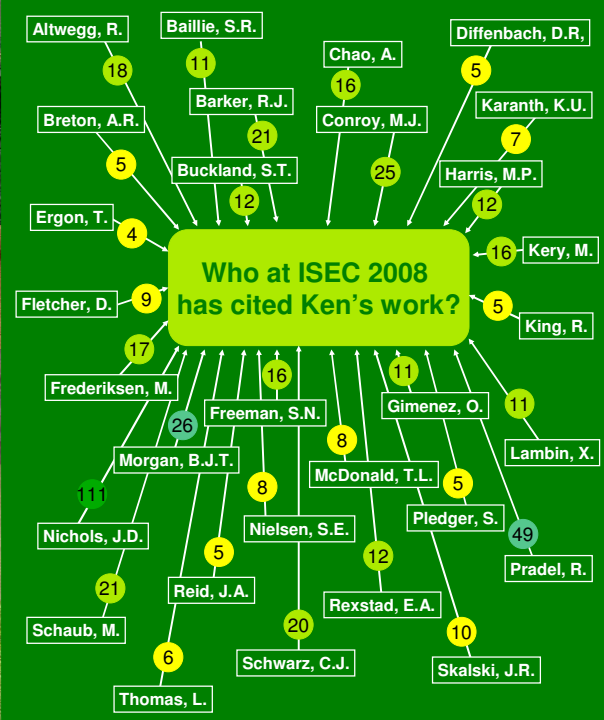 Altwegg, R.
Baillie, S.R.
Diffenbach, D.R,
Chao, A.
18
11
16
5
Barker, R.J.
Karanth, K.U.
Breton, A.R.
Conroy, M.J.
21
7
5
Buckland, S.T.
25
Harris, M.P.
12
12
Ergon, T.
4
16
Kery, M.
Who at ISEC 2008
has cited Ken's work?
Fletcher, D.
9
5
King, R.
17
Frederiksen, M.
16
11
Freeman, S.N.
Gimenez, O.
11
26
Morgan, B.J.T.
8
McDonald, T.L.
Lambin, X.
111
8
5
Nichols, J.D.
Nielsen, S.E.
Pledger, S.
49
12
Pradel, R.
5
21
Reid, J.A.
Rexstad, E.A.
Schaub, M.
20
10
6
Schwarz, C.J.
Skalski, J.R.
Thomas, L.